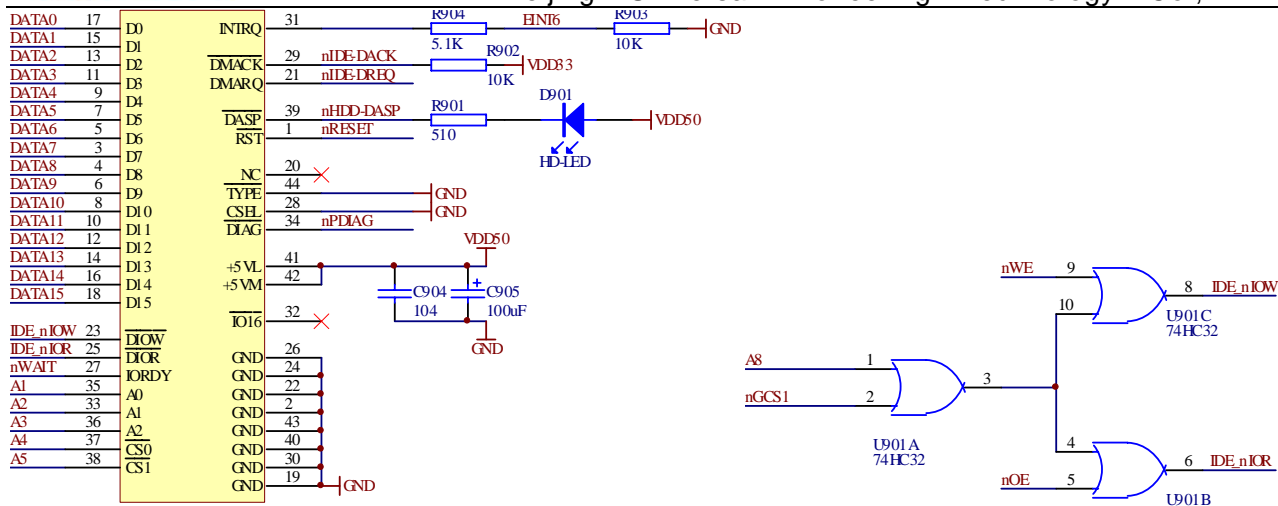 DATA0 17 D0 INTRQ 31 R904 EINT6 R903 GND
5.1K 10K
DATA1 15 D1
DATA2 13 D2 DMACK 29 nIDE-DACK R902 VDD33
10K
DATA3 11 D3 DMARQ 21 nIDE-DREQ
DATA4 9 D4
DATA5 7 D5 DASP 39 nHDD-DASP R901 D901 VDD50
510 HD-LED
DATA6 5 D6 RST 1 nRESET
DATA7 3 D7
DATA8 4 D8 NC 20
DATA9 6 D9 TYPE 44 GND
DATA10 8 D10 CSEL 28 GND
DATA11 10 D11 DIAG 34 nPDIAG
DATA12 12 D12 VDD50
DATA13 14 D13 +5VL 41
DATA14 16 D14 +5VM 42 C904 C905
104 100uF
DATA15 18 D15
IO16 32
GND
IDE_nIOW 23 DIOW
IDE_nIOR 25 DIOR GND 26
nWAIT 27 IORDY GND 24
A1 35 A0 GND 22
A2 33 A1 GND 2
A3 36 A2 GND 43
A4 37 CS0 GND 40
A5 38 CS1 GND 30
GND 19 GND
nWE 9
10
8 IDE_nIOW
U901C
74HC32
A8 1
nGCS1 2
3
U901A
74HC32
4
nOE 5
6 IDE_nIOR
U901B